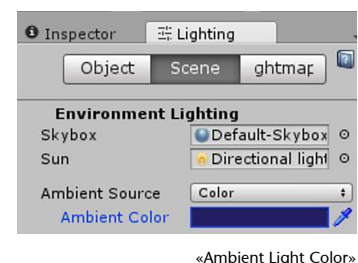 Inspector Lighting
Object Scene ghtmap
Environment Lighting
Skybox Default-Skybox
Sun Directional light
Ambient Source Color
Ambient Color
«Ambient Light Color»